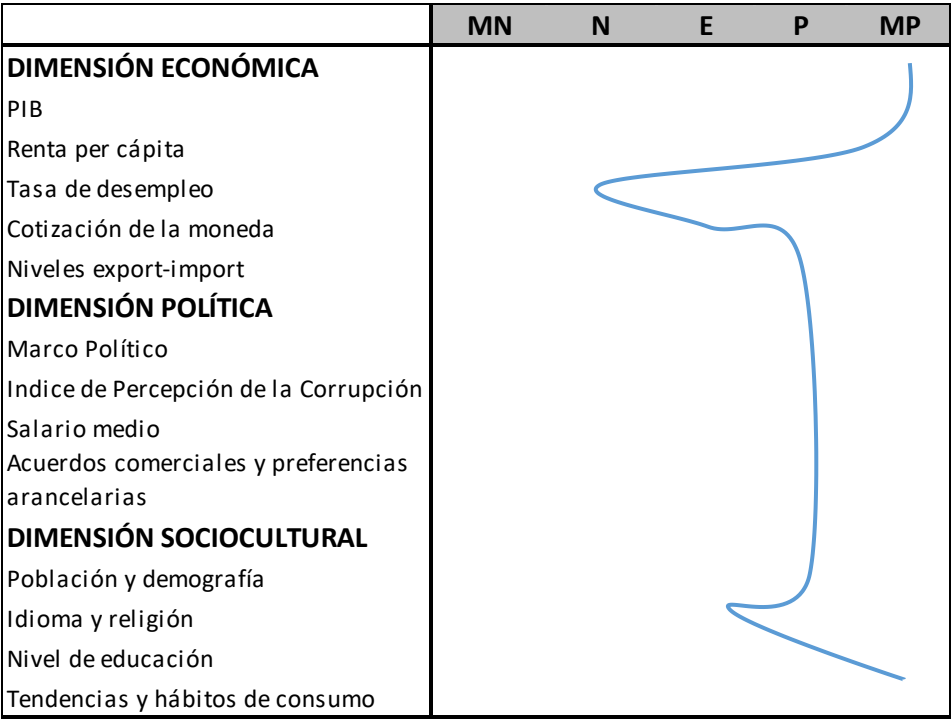 MN N E P MP
DIMENSIÓN ECONÓMICA
PIB
Renta per cápita
Tasa de desempleo
Cotización de la moneda
Niveles export-import
DIMENSIÓN POLÍTICA
Marco Político
Indice de Percepción de la Corrupción
Salario medio
Acuerdos comerciales y preferencias
arancelarias
DIMENSIÓN SOCIOCULTURAL
Población y demografía
Idioma y religión
Nivel de educación
Tendencias y hábitos de consumo